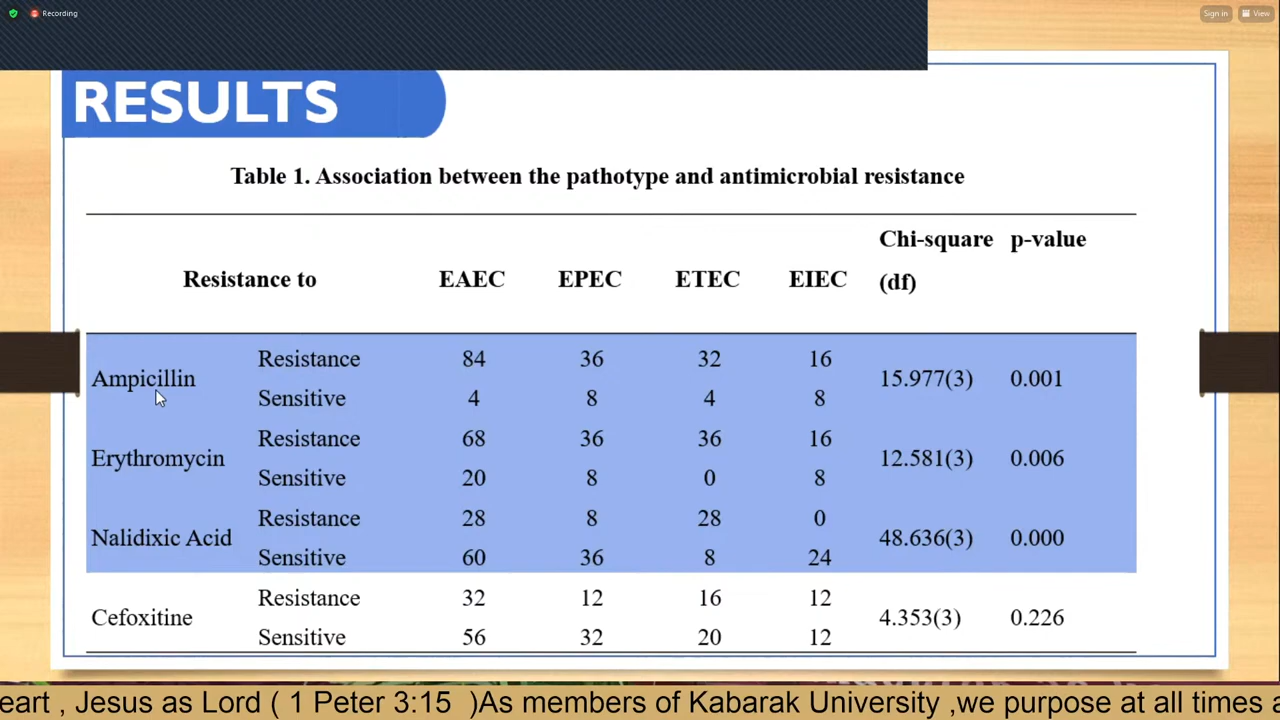 Recording
Sign in View
RESULTS
Table 1. Association between the pathotype and antimicrobial resistance
Resistance to EAEC EPEC ETEC EIEC Chi-square (df) p-value
Ampicillin Resistance 84 36 32 16 15.977(3) 0.001
Sensitive 4 8 4 8
Erythromycin Resistance 68 36 36 16 12.581(3) 0.006
Sensitive 20 8 0 8
Nalidixic Acid Resistance 28 8 28 0 48.636(3) 0.000
Sensitive 60 36 8 24
Cefoxitine Resistance 32 12 16 12 4.353(3) 0.226
Sensitive 56 32 20 12
eart , Jesus as Lord ( 1 Peter 3:15 )As members of Kabarak University ,we purpose at all times a